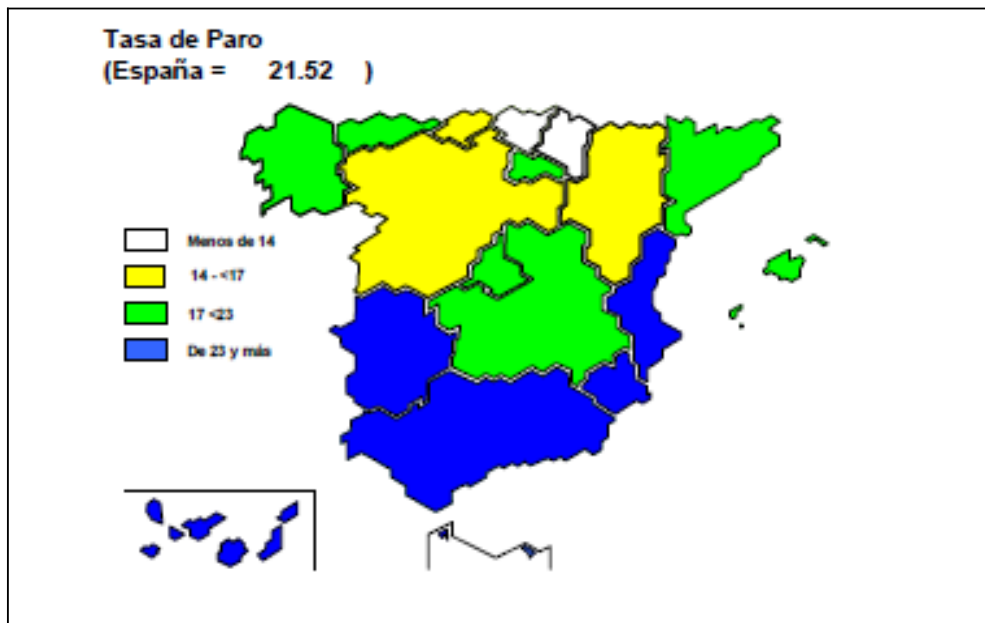 Tasa de Paro
(España = 21.52 )
Menos de 14
14 - <17
17 <23
De 23 y más